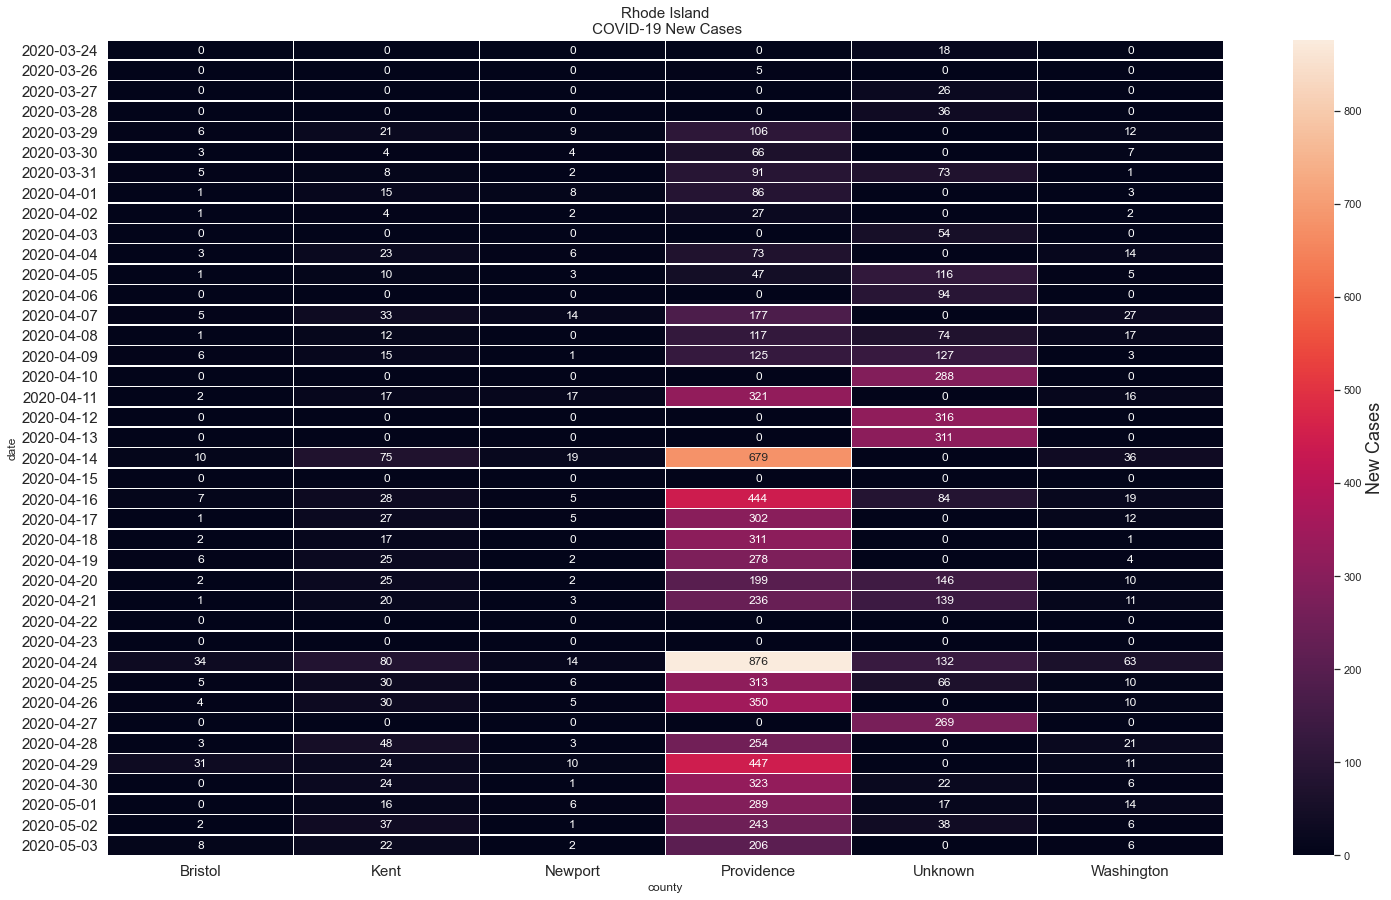 Rhode Island
COVID-19 New Cases
2020-03-24 0 0 0 0 18 0
2020-03-26 0 0 0 5 0 0
2020-03-27 0 0 0 0 26 0
2020-03-28 0 0 0 0 36 0
2020-03-29 6 21 9 106 0 12
2020-03-30 3 4 4 66 0 7
2020-03-31 5 8 2 91 73 1
2020-04-01 1 15 8 86 0 3
2020-04-02 1 4 2 27 0 2
2020-04-03 0 0 0 0 54 0
2020-04-04 3 23 6 73 0 14
2020-04-05 1 10 3 47 116 5
2020-04-06 0 0 0 0 94 0
2020-04-07 5 33 14 177 0 27
2020-04-08 1 12 0 117 74 17
2020-04-09 6 15 1 125 127 3
2020-04-10 0 0 0 0 288 0
2020-04-11 2 17 17 321 0 16
2020-04-12 0 0 0 0 316 0
2020-04-13 0 0 0 0 311 0
2020-04-14 10 75 19 679 0 36
2020-04-15 0 0 0 0 0 0
2020-04-16 7 28 5 444 84 19
2020-04-17 1 27 5 302 0 12
2020-04-18 2 17 0 311 0 1
2020-04-19 6 25 2 278 0 4
2020-04-20 2 25 2 199 146 10
2020-04-21 1 20 3 236 139 11
2020-04-22 0 0 0 0 0 0
2020-04-23 0 0 0 0 0 0
2020-04-24 34 80 14 876 132 63
2020-04-25 5 30 6 313 66 10
2020-04-26 4 30 5 350 0 10
2020-04-27 0 0 0 0 269 0
2020-04-28 3 48 3 254 0 21
2020-04-29 31 24 10 447 0 11
2020-04-30 0 24 1 323 22 6
2020-05-01 0 16 6 289 17 14
2020-05-02 2 37 1 243 38 6
2020-05-03 8 22 2 206 0 6
Bristol Kent Newport Providence Unknown Washington
county
date
800
700
600
500
400
300
200
100
0
New Cases